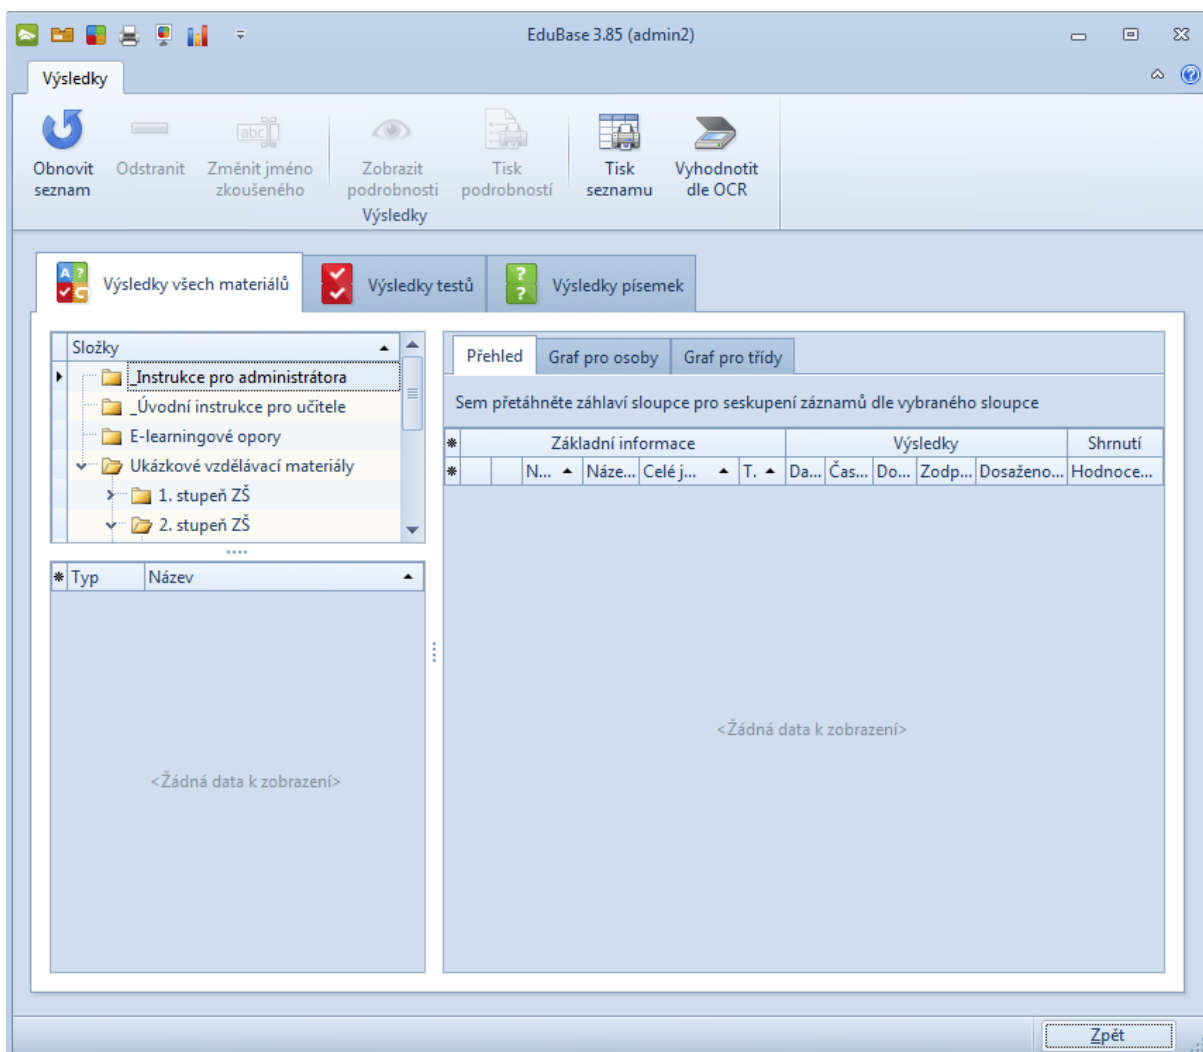 EduBase 3.85 (admin2)
Výsledky
Obnovit seznam
Odstranit
Změnit jméno zkoušeného
Zobrazit podrobnosti
Tisk podrobností
Tisk seznamu
Vyhodnotit dle OCR
Výsledky
Výsledky všech materiálů
Výsledky testů
Výsledky písemek
Složky
_Instrukce pro administrátora
_Úvodní instrukce pro učitele
E-learningové opory
Ukázkové vzdělávací materiály
1. stupeň ZŠ
2. stupeň ZŠ
Typ Název
<Žádná data k zobrazení>
Přehled Graf pro osoby Graf pro třídy
Sem přetáhněte záhlaví sloupce pro seskupení záznamů dle vybraného sloupce
Základní informace Výsledky Shrnutí
N... Náze... Celé j... T. Da... Čas... Do... Zodp... Dosaženo... Hodnoce...
<Žádná data k zobrazení>
Zpět